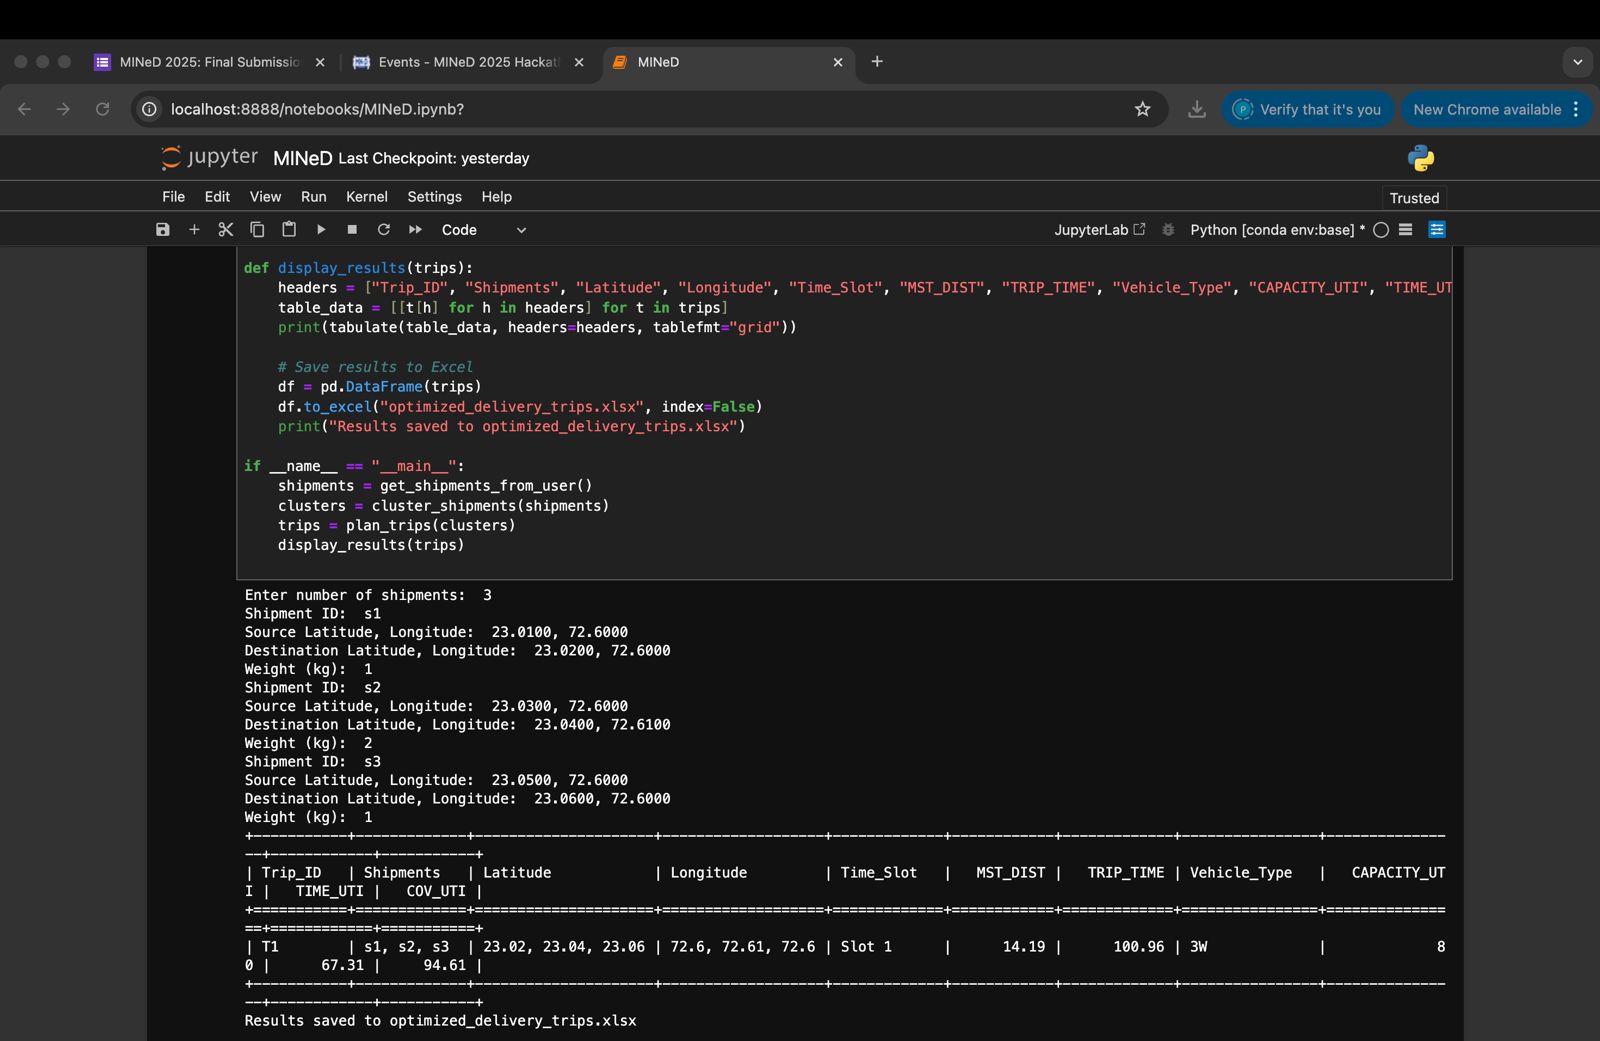 MINeD 2025: Final Submissio
Events - MINeD 2025 Hackath
MINeD
localhost:8888/notebooks/MINeD.ipynb?
Verify that it's you
New Chrome available
jupyter MINeD Last Checkpoint: yesterday
File Edit View Run Kernel Settings Help
Trusted
Code
JupyterLab
Python [conda env:base] *
def display_results(trips):
    headers = ["Trip_ID", "Shipments", "Latitude", "Longitude", "Time_Slot", "MST_DIST", "TRIP_TIME", "Vehicle_Type", "CAPACITY_UTI", "TIME_UT
    table_data = [[t[h] for h in headers] for t in trips]
    print(tabulate(table_data, headers=headers, tablefmt="grid"))
    # Save results to Excel
    df = pd.DataFrame(trips)
    df.to_excel("optimized_delivery_trips.xlsx", index=False)
    print("Results saved to optimized_delivery_trips.xlsx")
if __name__ == "__main__":
    shipments = get_shipments_from_user()
    clusters = cluster_shipments(shipments)
    trips = plan_trips(clusters)
    display_results(trips)
Enter number of shipments:  3
Shipment ID:  s1
Source Latitude, Longitude:  23.0100, 72.6000
Destination Latitude, Longitude:  23.0200, 72.6000
Weight (kg):  1
Shipment ID:  s2
Source Latitude, Longitude:  23.0300, 72.6000
Destination Latitude, Longitude:  23.0400, 72.6100
Weight (kg):  2
Shipment ID:  s3
Source Latitude, Longitude:  23.0500, 72.6000
Destination Latitude, Longitude:  23.0600, 72.6000
Weight (kg):  1
| Trip_ID   | Shipments   | Latitude            | Longitude         | Time_Slot   |   MST_DIST |   TRIP_TIME | Vehicle_Type   |   CAPACITY_UT
I |   TIME_UTI |   COV_UTI |
| T1        | s1, s2, s3  | 23.02, 23.04, 23.06 | 72.6, 72.61, 72.6 | Slot 1      |      14.19 |      100.96 | 3W             |             8
0 |      67.31 |     94.61 |
Results saved to optimized_delivery_trips.xlsx